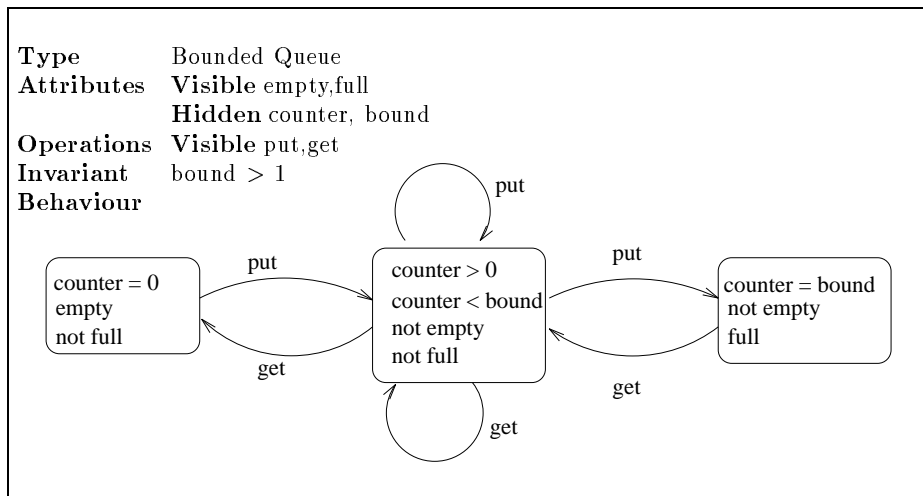 Type Bounded Queue
Attributes Visible empty,full
Hidden counter, bound
Operations Visible put,get
Invariant bound > 1
Behaviour
put
counter = 0
empty
not full
put
get
counter > 0
counter < bound
not empty
not full
put
get
counter = bound
not empty
full
get